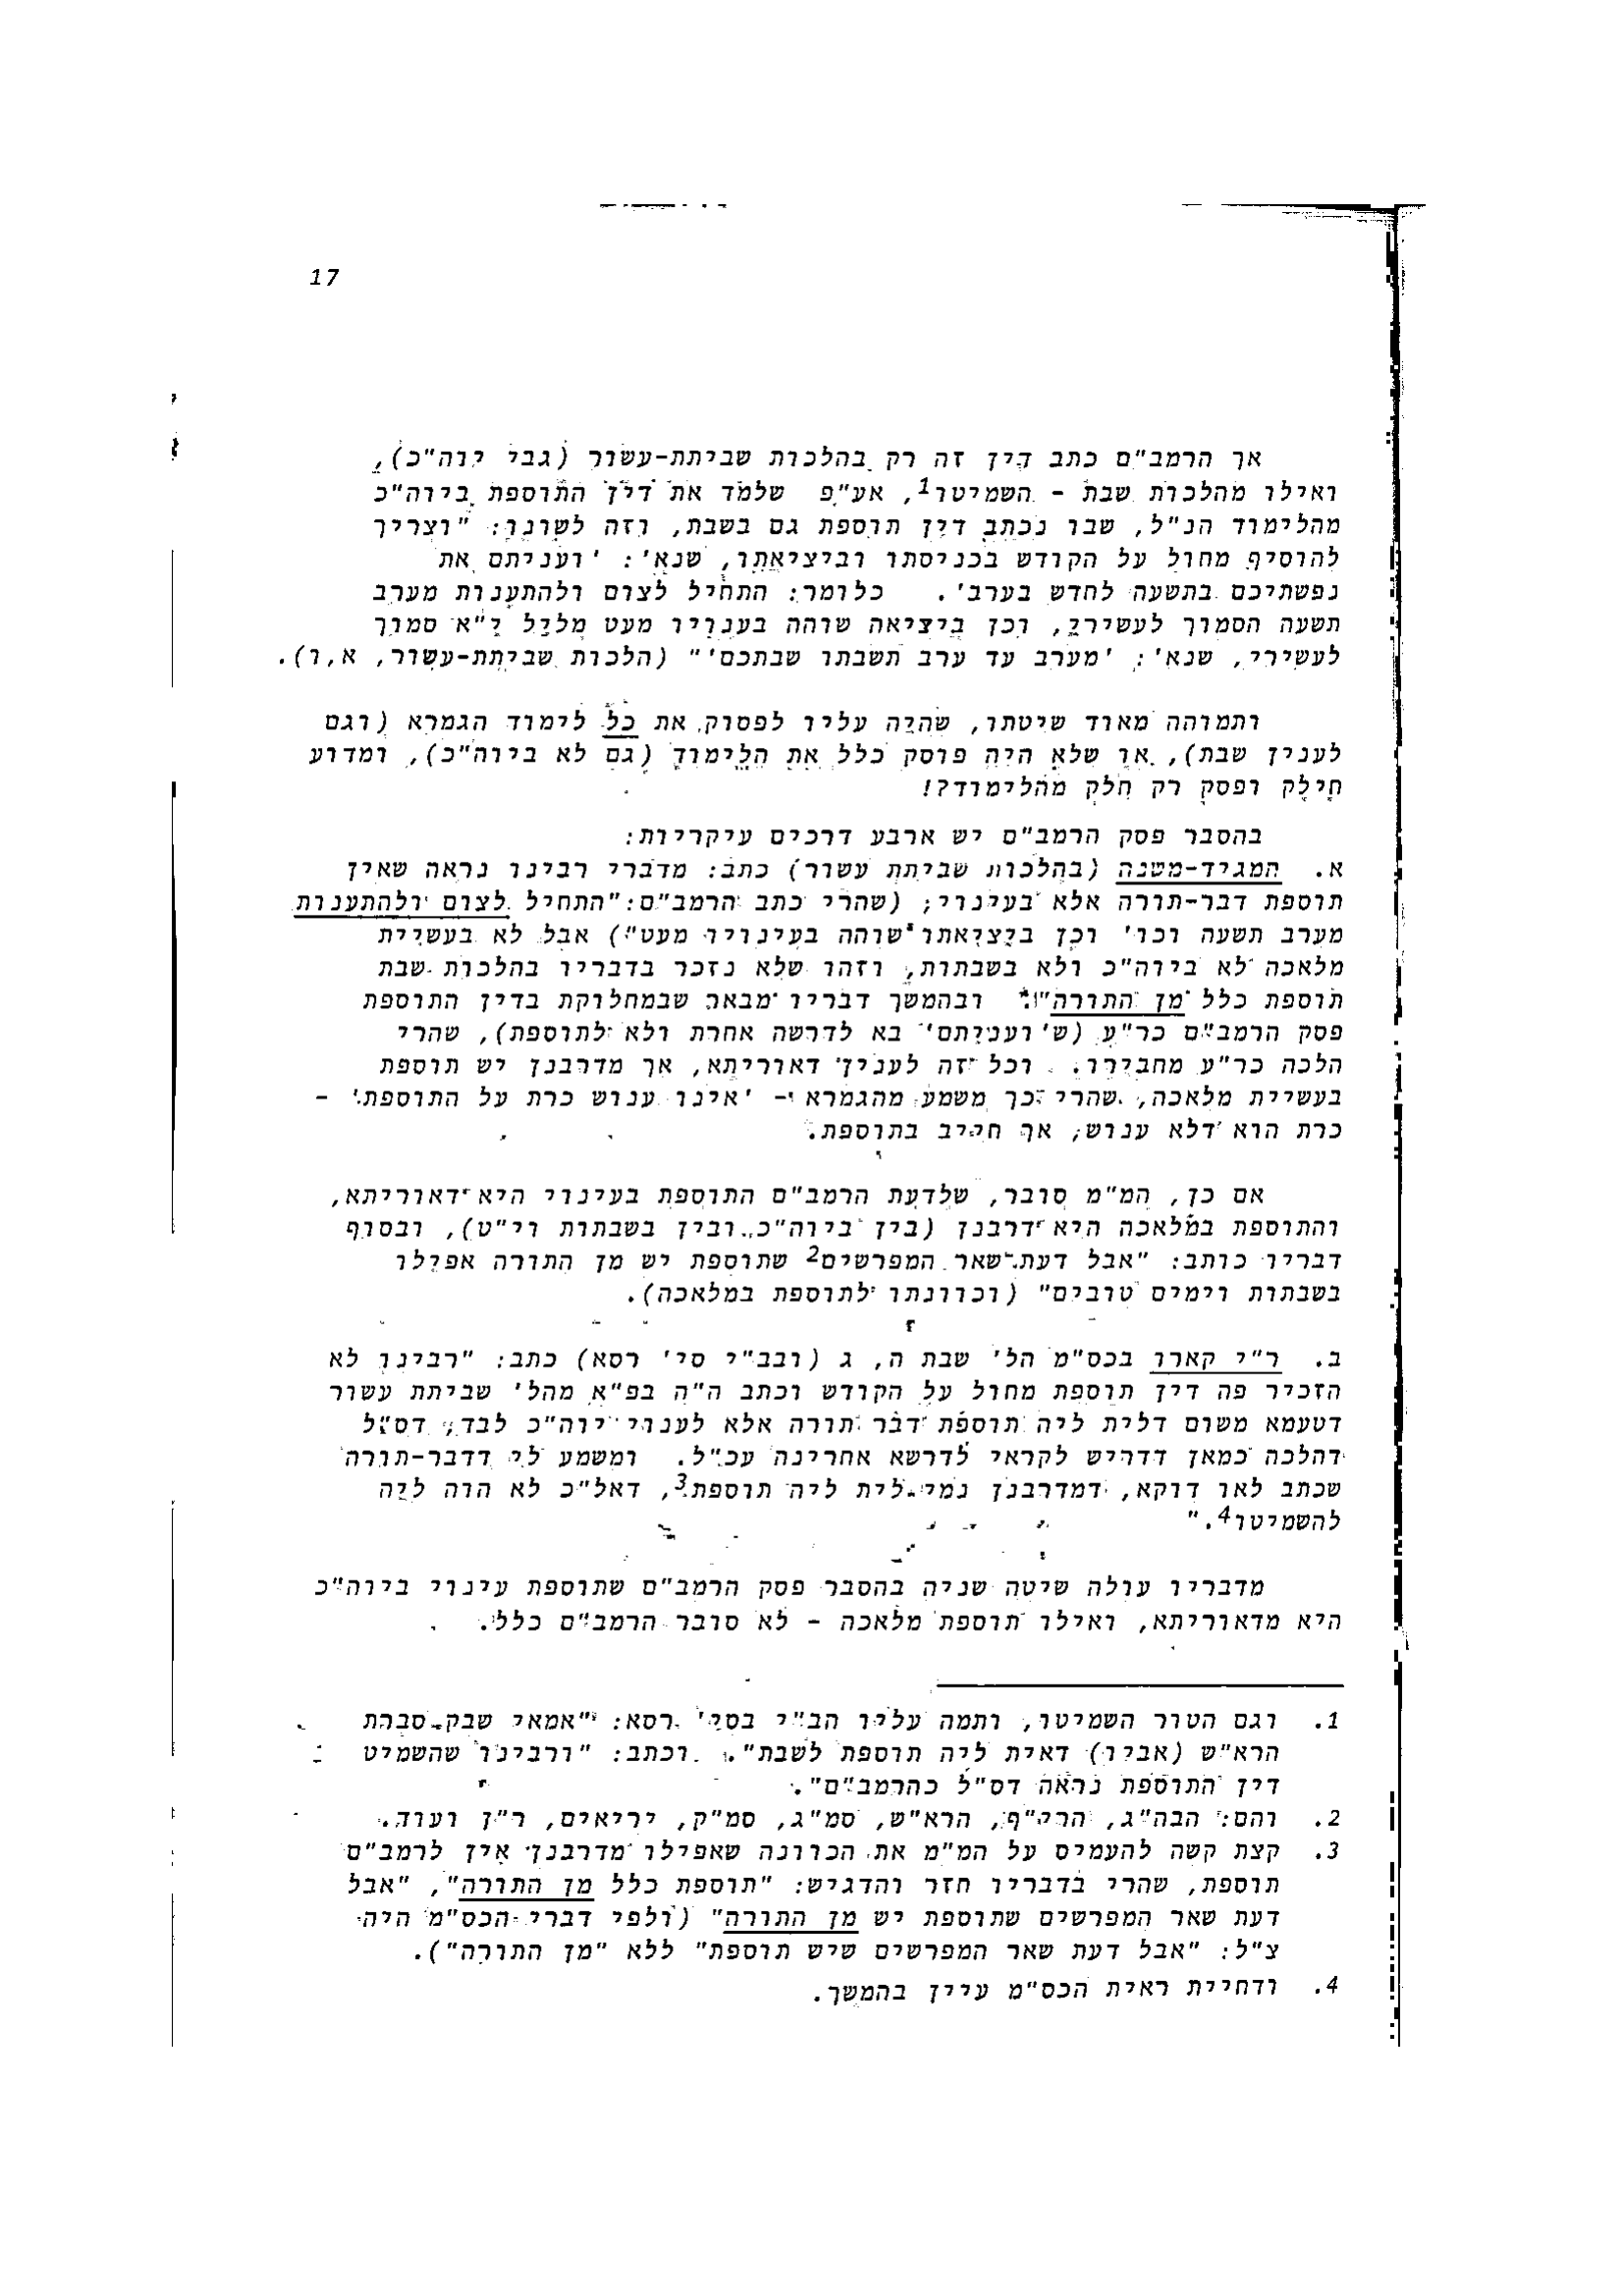 17
אך הרמב"ם כתב דין זה רק בהלכות שביתת-עשור (גבי יוה"כ),
ואילו מהלכות שבת - השמיטו1, אע"פ שלמד את דין התוספת ביוה"כ
מהלימוד הנ"ל, שבו נכתב דין תוספת גם בשבת, וזה לשונו: "וצריך
להוסיף מחול על הקודש בכניסתו וביציאתו, שנא': 'ועניתם את
נפשתיכם בתשעה לחדש בערב'. כלומר: התחיל לצום ולהתענות מערב
תשעה הסמוך לעשירי, וכן ביציאה שוהה בענויו מעט מליל י"א סמוך
לעשירי, שנא': 'מערב עד ערב תשבתו שבתכם'" (הלכות שביתת-עשור, א,ו).
ותמוהה מאוד שיטתו, שהיה עליו לפסוק את כל לימוד הגמרא (וגם
לענין שבת), או שלא היה פוסק כלל את הלימוד (גם לא ביוה"כ), ומדוע
חילק ופסק רק חלק מהלימוד?!
בהסבר פסק הרמב"ם יש ארבע דרכים עיקריות:
א. המגיד-משנה (בהלכות שביתת עשור) כתב: מדברי רבינו נראה שאין
תוספת דבר-תורה אלא בעינוי; (שהרי כתב הרמב"ם:"התחיל לצום ולהתענות
מערב תשעה וכו' וכן ביציאתו שוהה בעינוייו מעט") אבל לא בעשיית
מלאכה לא ביוה"כ ולא בשבתות, וזהו שלא נזכר בדבריו בהלכות שבת
תוספת כלל מן התורה". ובהמשך דבריו מבאר שבמחלוקת בדין התוספת
פסק הרמב"ם כר"ע (ש'ועניתם' בא לדרשה אחרת ולא לתוספת), שהרי
הלכה כר"ע מחבירו. וכל זה לענין דאוריתא, אך מדרבנן יש תוספת
בעשיית מלאכה, שהרי כך משמע מהגמרא - 'אינו ענוש כרת על התוספת' -
כרת הוא דלא ענוש, אך חייב בתוספת.
אם כן, המ"מ סובר, שלדעת הרמב"ם התוספת בעינוי היא דאוריתא,
והתוספת במלאכה היא דרבנן (בין ביוה"כ, ובין בשבתות וי"ט), ובסוף
דבריו כותב: "אבל דעת שאר המפרשים2 שתוספת יש מן התורה אפילו
בשבתות וימים טובים" (וכוונתו לתוספת במלאכה).
ב. ר"י קארו בכס"מ הל' שבת ה, ג (ובב"י סי' רסא) כתב: "רבינו לא
הזכיר פה דין תוספת מחול על הקודש וכתב ה"ה בפ"א מהל' שביתת עשור
דטעמא משום דלית ליה תוספת דבר תורה אלא לענוי יוה"כ לבד, דס"ל
דהלכה כמאן דדריש לקראי לדרשא אחרינה עכ"ל. ומשמע לי דדבר-תורה
שכתב לאו דוקא, דמדרבנן נמי לית ליה תוספת3, דאל"כ לא הוה ליה
להשמיטו4."
מדבריו עולה שיטה שניה בהסבר פסק הרמב"ם שתוספת עינוי ביוה"כ
היא מדאוריתא, ואילו תוספת מלאכה - לא סובר הרמב"ם כלל.
1. וגם הטור השמיטו, ותמה עליו הב"י בסי' רסא: "אמאי שבק סברת
הרא"ש (אביו) דאית ליה תוספת לשבת". וכתב: "ורבינו שהשמיט
דין התוספת נראה דס"ל כהרמב"ם".
2. והם: הבה"ג, הרי"ף, הרא"ש, סמ"ג, סמ"ק, יריאים, ר"ן ועוד.
3. קצת קשה להעמיס על המ"מ את הכוונה שאפילו מדרבנן אין לרמב"ם
תוספת, שהרי בדבריו חזר והדגיש: "תוספת כלל מן התורה", "אבל
דעת שאר המפרשים שתוספת יש מן התורה" (ולפי דברי הכס"מ היה
צ"ל: "אבל דעת שאר המפרשים שיש תוספת" ללא "מן התורה").
4. ודחיית ראית הכס"מ עיין בהמשך.